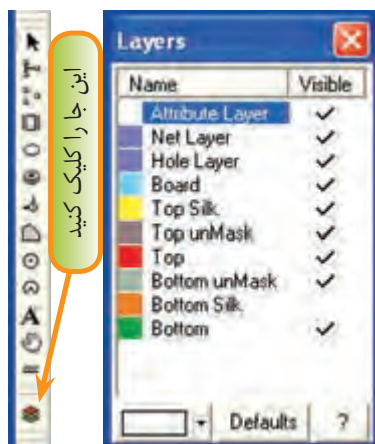 این جا را کلیک کنید
A
Layers
Name Visible
Attribute Layer
Net Layer
Hole Layer
Board
Top Silk
Top unMask
Top
Bottom unMask
Bottom Silk
Bottom
Defaults ?